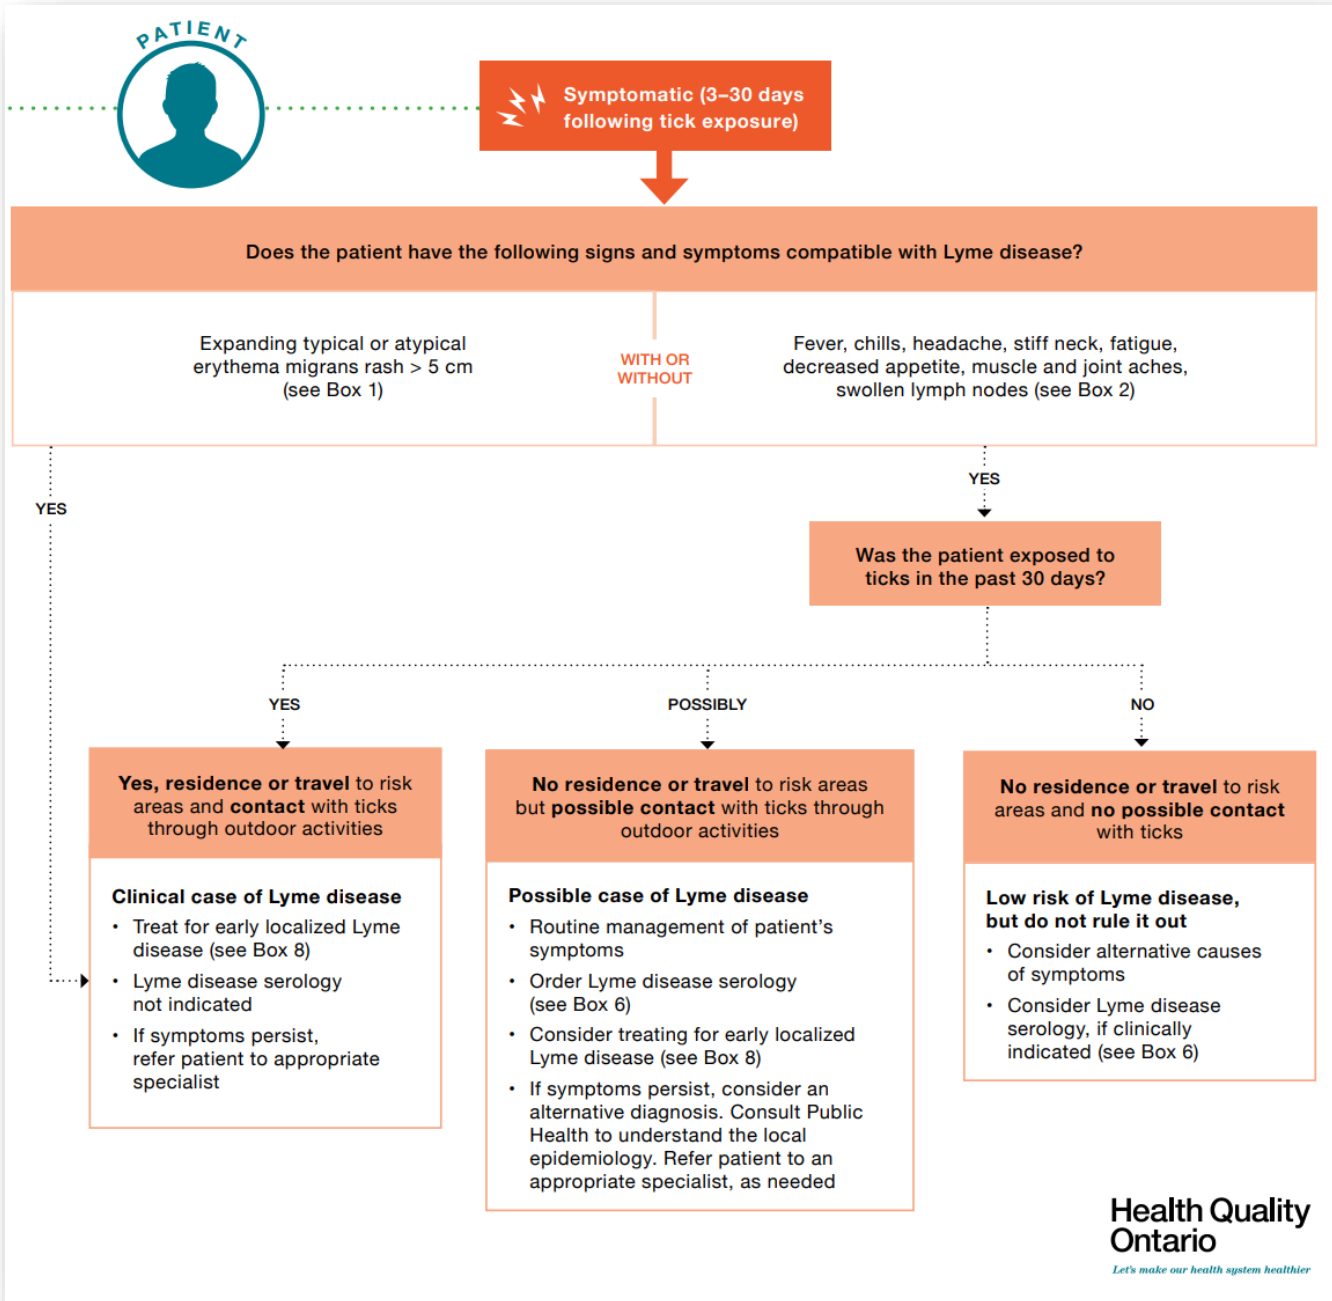 PATIENT
Symptomatic (3–30 days
following tick exposure)
Does the patient have the following signs and symptoms compatible with Lyme disease?
Expanding typical or atypical
erythema migrans rash > 5 cm
(see Box 1)
WITH OR
WITHOUT
Fever, chills, headache, stiff neck, fatigue,
decreased appetite, muscle and joint aches,
swollen lymph nodes (see Box 2)
YES
YES
Was the patient exposed to
ticks in the past 30 days?
YES
POSSIBLY
NO
Yes, residence or travel to risk
areas and contact with ticks
through outdoor activities
Clinical case of Lyme disease
• Treat for early localized Lyme
disease (see Box 8)
• Lyme disease serology
not indicated
• If symptoms persist,
refer patient to appropriate
specialist
No residence or travel to risk areas
but possible contact with ticks through
outdoor activities
Possible case of Lyme disease
• Routine management of patient’s
symptoms
• Order Lyme disease serology
(see Box 6)
• Consider treating for early localized
Lyme disease (see Box 8)
• If symptoms persist, consider an
alternative diagnosis. Consult Public
Health to understand the local
epidemiology. Refer patient to an
appropriate specialist, as needed
No residence or travel to risk
areas and no possible contact
with ticks
Low risk of Lyme disease,
but do not rule it out
• Consider alternative causes
of symptoms
• Consider Lyme disease
serology, if clinically
indicated (see Box 6)
Health Quality
Ontario
Let's make our health system healthier